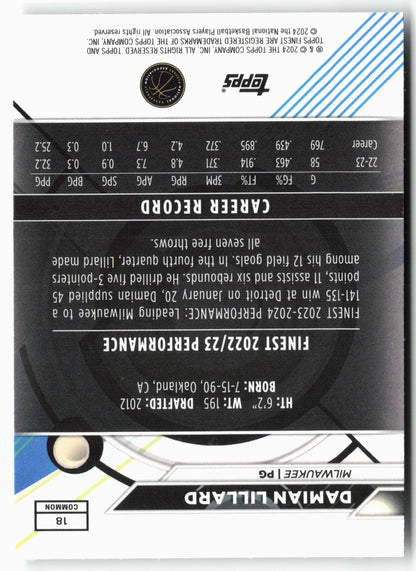 18
COMMON
DAMIAN LILLARD
MILWAUKEE | PG
HT: 6'2" WT: 195 DRAFTED: 2012
BORN: 7-15-90, Oakland, CA
FINEST 2022/23 PERFORMANCE
FINEST 2023-2024 PERFORMANCE: Leading Milwaukee to a
141-135 win at Detroit on January 20, Damian supplied 45
points, 11 assists and six rebounds. He drilled five 3-pointers
among his 12 field goals. In the fourth quarter, Lillard made
all seven free throws.
CAREER RECORD
G FG% FT% 3PM RPG APG SPG BPG PPG
22-23 58 .463 .914 .371 4.8 7.3 0.9 0.3 32.2
Career 769 .439 .895 .372 4.2 6.7 1.0 0.3 25.2
topps
® & © 2024 THE TOPPS COMPANY, INC. ALL RIGHTS RESERVED. TOPPS AND
TOPPS FINEST ARE REGISTERED TRADEMARKS OF THE TOPPS COMPANY, INC.
© 2024 the National Basketball Players Association. All rights reserved.